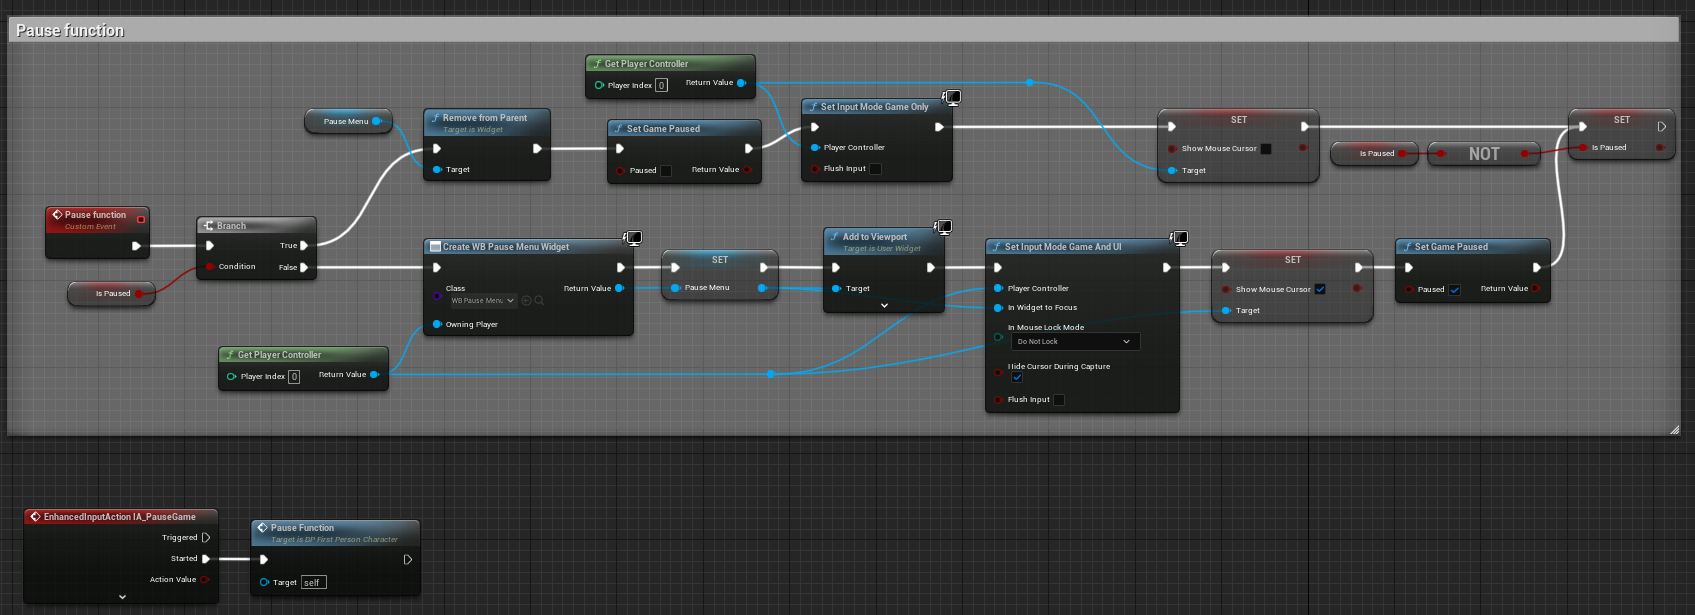 Pause function
Get Player Controller
Player Index 0
Return Value
Pause Menu
Remove from Parent
Target is Widget
Target
Set Game Paused
Paused
Return Value
Set Input Mode Game Only
Player Controller
Flush Input
SET
Show Mouse Cursor
Target
Is Paused
NOT
SET
Is Paused
Pause function
Custom Event
Is Paused
Branch
True
Condition
False
Create WB Pause Menu Widget
Class
Return Value
WB Pause Menu
Owning Player
SET
Pause Menu
Add to Viewport
Target is User Widget
Target
Set Input Mode Game And UI
Player Controller
In Widget to Focus
In Mouse Lock Mode
Do Not Lock
Hide Cursor During Capture
Flush Input
SET
Show Mouse Cursor
Target
Set Game Paused
Paused
Return Value
Get Player Controller
Player Index 0
Return Value
EnhancedInputAction IA_PauseGame
Triggered
Started
Action Value
Pause Function
Target is BP First Person Character
Target self